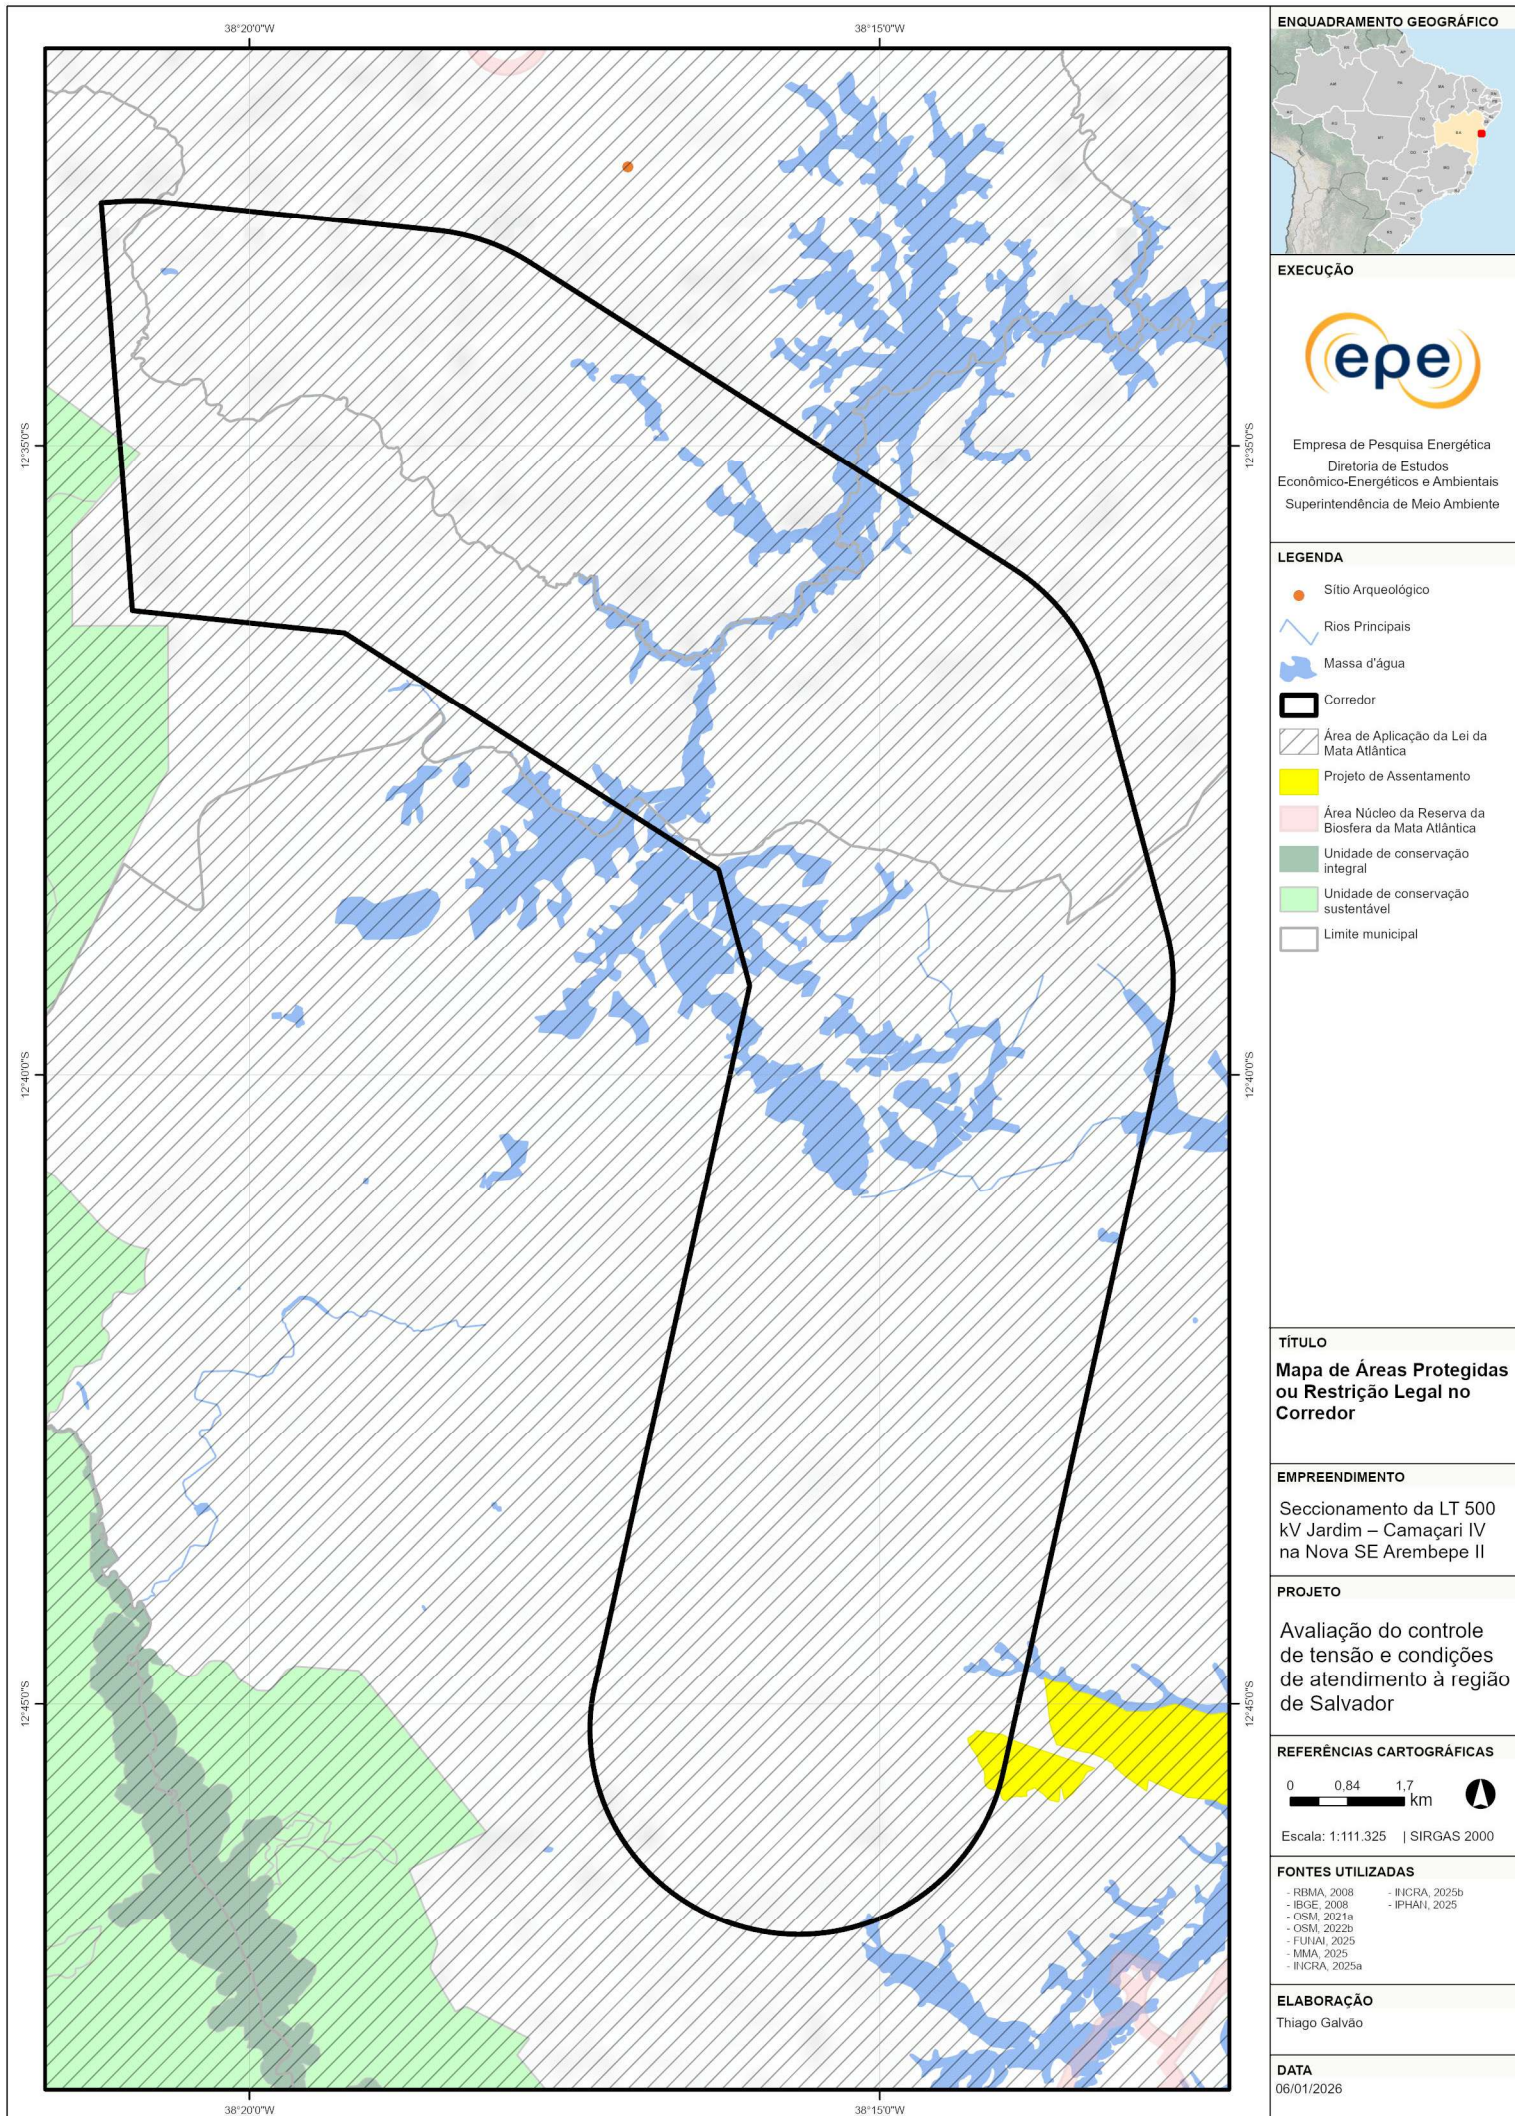 38°20'0"W
38°15'0"W
12°35'0"S
12°35'0"S
12°40'0"S
12°40'0"S
12°45'0"S
12°45'0"S
38°20'0"W
38°15'0"W
ENQUADRAMENTO GEOGRÁFICO
BA
EXECUÇÃO
epe
Empresa de Pesquisa Energética
Diretoria de Estudos
Econômico-Energéticos e Ambientais
Superintendência de Meio Ambiente
LEGENDA
Sítio Arqueológico
Rios Principais
Massa d'água
Corredor
Área de Aplicação da Lei da
Mata Atlântica
Projeto de Assentamento
Área Núcleo da Reserva da
Biosfera da Mata Atlântica
Unidade de conservação
integral
Unidade de conservação
sustentável
Limite municipal
TÍTULO
Mapa de Áreas Protegidas
ou Restrição Legal no
Corredor
EMPREENDIMENTO
Seccionamento da LT 500
kV Jardim – Camaçari IV
na Nova SE Arembepe II
PROJETO
Avaliação do controle
de tensão e condições
de atendimento à região
de Salvador
REFERÊNCIAS CARTOGRÁFICAS
0 0,84 1,7
km
Escala: 1:111.325 | SIRGAS 2000
FONTES UTILIZADAS
- RBMA, 2008 - INCRA, 2025b
- IBGE, 2008 - IPHAN, 2025
- OSM, 2021a
- OSM, 2022b
- FUNAI, 2025
- MMA, 2025
- INCRA, 2025a
ELABORAÇÃO
Thiago Galvão
DATA
06/01/2026